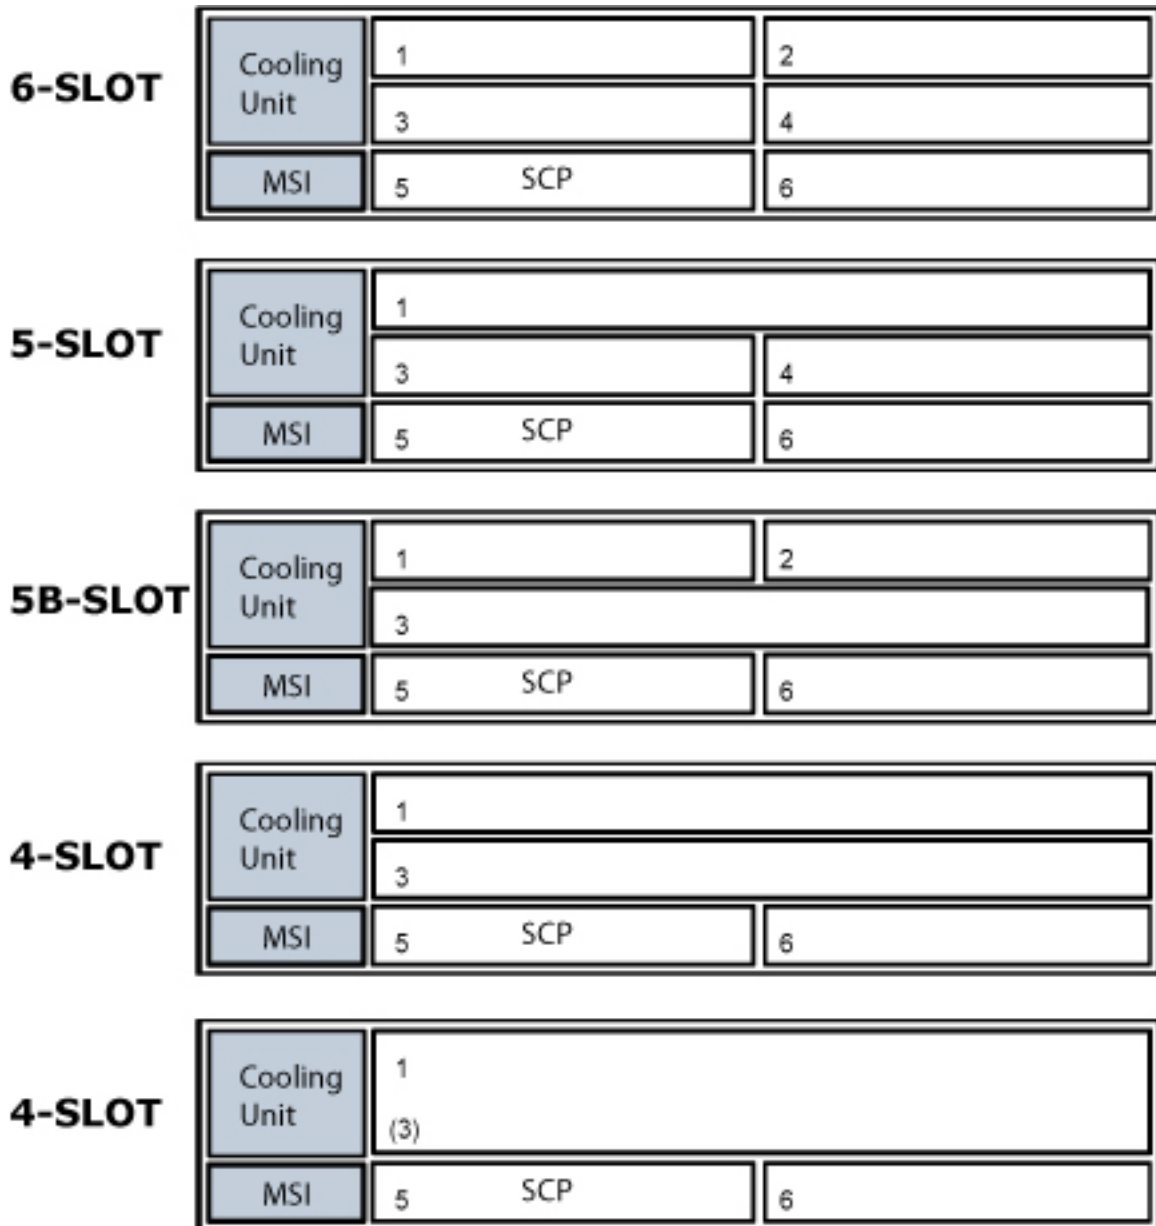 6-SLOT
Cooling
Unit
1
2
3
4
MSI
5 SCP
6
5-SLOT
Cooling
Unit
1
3
4
MSI
5 SCP
6
5B-SLOT
Cooling
Unit
1
2
3
MSI
5 SCP
6
4-SLOT
Cooling
Unit
1
3
MSI
5 SCP
6
4-SLOT
Cooling
Unit
1
(3)
MSI
5 SCP
6